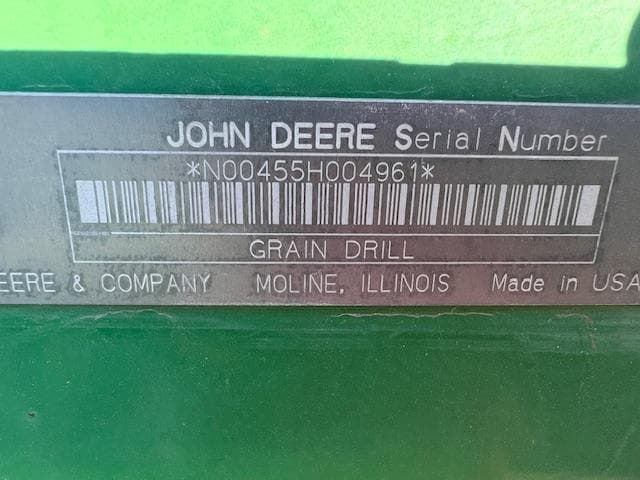 JOHN DEERE Serial Number
*N00455H004961*
GRAIN DRILL
EERE & COMPANY MOLINE, ILLINOIS Made in USA